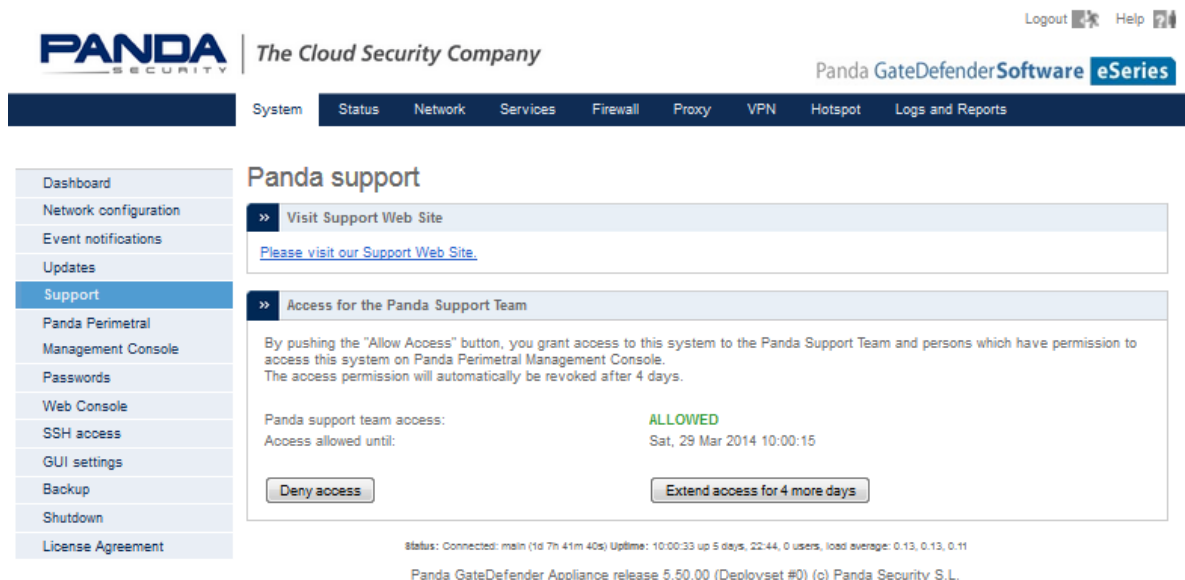 Logout Help
PANDA
SECURITY
The Cloud Security Company
Panda GateDefenderSoftware eSeries
System Status Network Services Firewall Proxy VPN Hotspot Logs and Reports
Dashboard
Network configuration
Event notifications
Updates
Support
Panda Perimetral
Management Console
Passwords
Web Console
SSH access
GUI settings
Backup
Shutdown
License Agreement
Panda support
» Visit Support Web Site
Please visit our Support Web Site.
» Access for the Panda Support Team
By pushing the "Allow Access" button, you grant access to this system to the Panda Support Team and persons which have permission to
access this system on Panda Perimetral Management Console.
The access permission will automatically be revoked after 4 days.
Panda support team access: ALLOWED
Access allowed until: Sat, 29 Mar 2014 10:00:15
Deny access Extend access for 4 more days
Status: Connected: main (1d 7h 41m 40s) Uptime: 10:00:33 up 5 days, 22:44, 0 users, load average: 0.13, 0.13, 0.11
Panda GateDefender Appliance release 5.50.00 (Deployset #0) (c) Panda Security S.L.